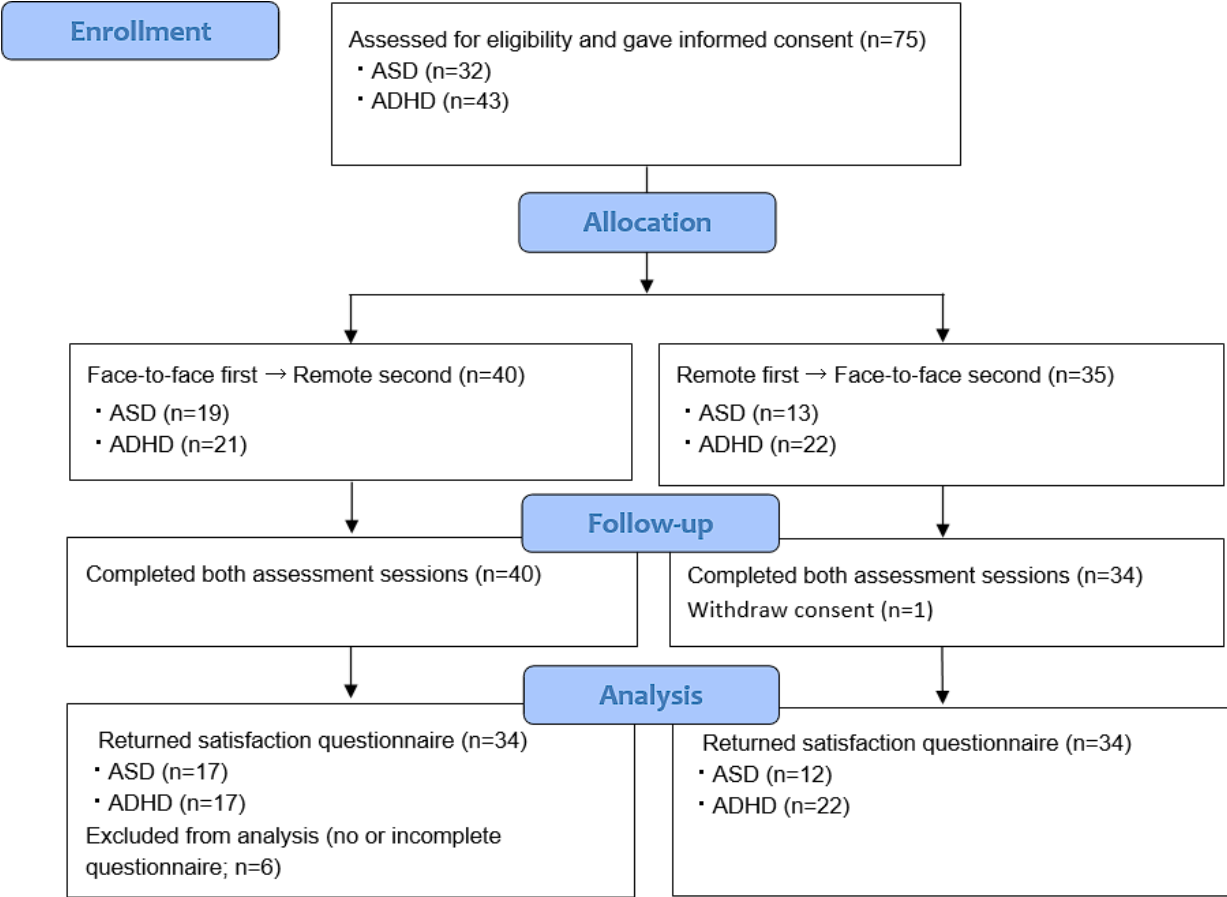 Enrollment
Assessed for eligibility and gave informed consent (n=75)
・ASD (n=32)
・ADHD (n=43)
Allocation
Face-to-face first → Remote second (n=40)
・ASD (n=19)
・ADHD (n=21)
Remote first → Face-to-face second (n=35)
・ASD (n=13)
・ADHD (n=22)
Follow-up
Completed both assessment sessions (n=40)
Completed both assessment sessions (n=34)
Withdraw consent (n=1)
Analysis
Returned satisfaction questionnaire (n=34)
・ASD (n=17)
・ADHD (n=17)
Excluded from analysis (no or incomplete
questionnaire; n=6)
Returned satisfaction questionnaire (n=34)
・ASD (n=12)
・ADHD (n=22)